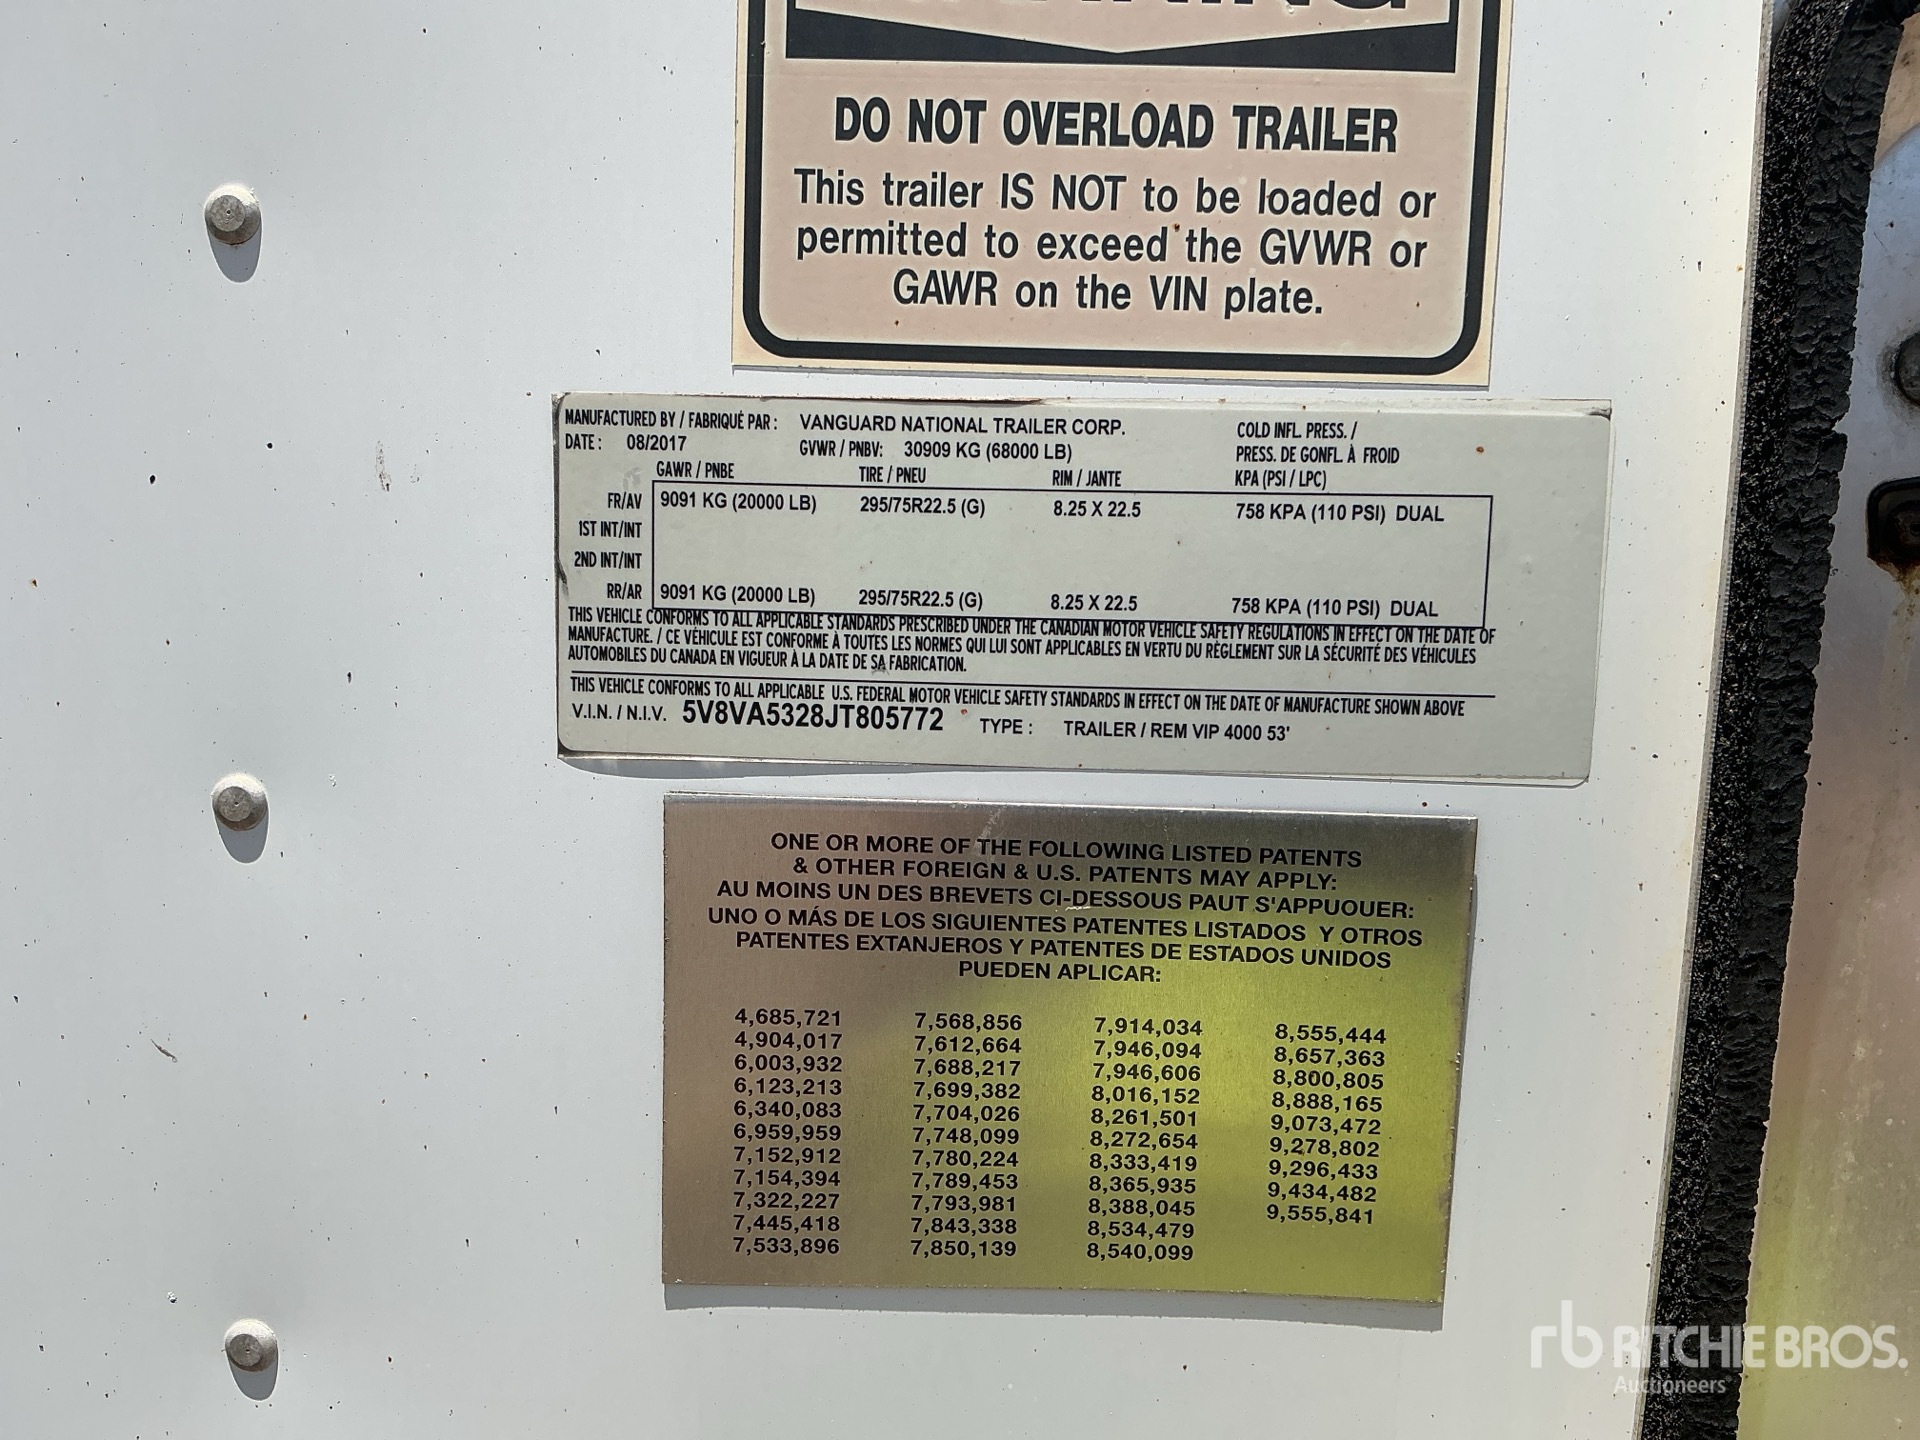 DO NOT OVERLOAD TRAILER
This trailer IS NOT to be loaded or
permitted to exceed the GVWR or
GAWR on the VIN plate.
MANUFACTURED BY / FABRIQUÉ PAR : VANGUARD NATIONAL TRAILER CORP. COLD INFL. PRESS. /
DATE : 08/2017 GVWR / PNBV: 30909 KG (68000 LB) PRESS. DE GONFL. À FROID
GAWR / PNBE TIRE / PNEU RIM / JANTE KPA (PSI / LPC)
FR/AV 9091 KG (20000 LB) 295/75R22.5 (G) 8.25 X 22.5 758 KPA (110 PSI) DUAL
1ST INT/INT
2ND INT/INT
RR/AR 9091 KG (20000 LB) 295/75R22.5 (G) 8.25 X 22.5 758 KPA (110 PSI) DUAL
THIS VEHICLE CONFORMS TO ALL APPLICABLE STANDARDS PRESCRIBED UNDER THE CANADIAN MOTOR VEHICLE SAFETY REGULATIONS IN EFFECT ON THE DATE OF
MANUFACTURE. / CE VÉHICULE EST CONFORME À TOUTES LES NORMES QUI LUI SONT APPLICABLES EN VERTU DU RÈGLEMENT SUR LA SÉCURITÉ DES VÉHICULES
AUTOMOBILES DU CANADA EN VIGUEUR À LA DATE DE SA FABRICATION.
THIS VEHICLE CONFORMS TO ALL APPLICABLE U.S. FEDERAL MOTOR VEHICLE SAFETY STANDARDS IN EFFECT ON THE DATE OF MANUFACTURE SHOWN ABOVE
V.I.N. / N.I.V. 5V8VA5328JT805772 TYPE : TRAILER / REM VIP 4000 53'
ONE OR MORE OF THE FOLLOWING LISTED PATENTS
& OTHER FOREIGN & U.S. PATENTS MAY APPLY:
AU MOINS UN DES BREVETS CI-DESSOUS PAUT S'APPUOUER:
UNO O MÁS DE LOS SIGUIENTES PATENTES LISTADOS Y OTROS
PATENTES EXTANJEROS Y PATENTES DE ESTADOS UNIDOS
PUEDEN APLICAR:
4,685,721 7,568,856 7,914,034 8,555,444
4,904,017 7,612,664 7,946,094 8,657,363
6,003,932 7,688,217 7,946,606 8,800,805
6,123,213 7,699,382 8,016,152 8,888,165
6,340,083 7,704,026 8,261,501 9,073,472
6,959,959 7,748,099 8,272,654 9,278,802
7,152,912 7,780,224 8,333,419 9,296,433
7,154,394 7,789,453 8,365,935 9,434,482
7,322,227 7,793,981 8,388,045 9,555,841
7,445,418 7,843,338 8,534,479
7,533,896 7,850,139 8,540,099
rb RITCHIE BROS.
Auctioneers